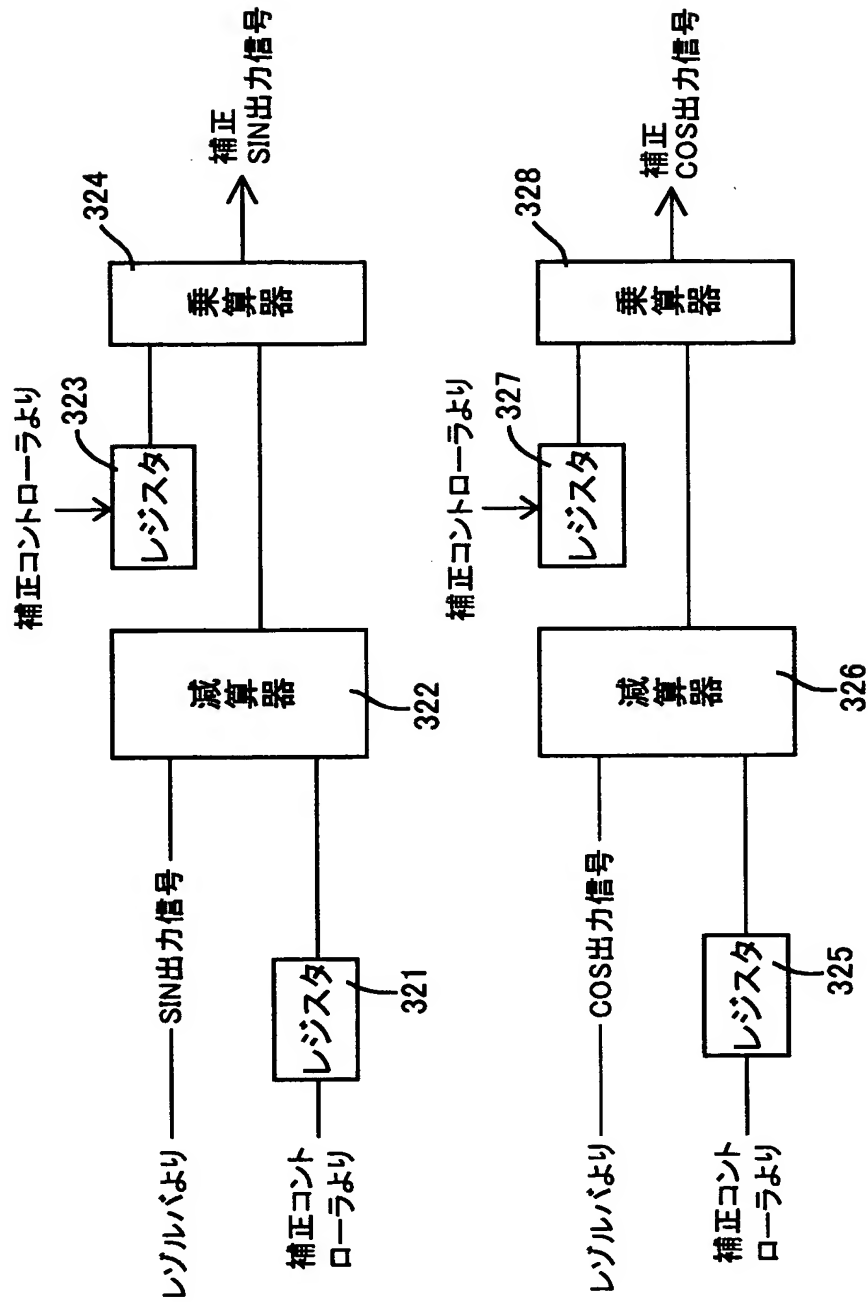 レゾルバより
SIN出力信号
補正コント
ローラより
レジスタ
321
減算器
322
補正コントローラより
レジスタ
323
乗算器
324
補正
SIN出力信号
レゾルバより
COS出力信号
補正コント
ローラより
レジスタ
325
減算器
326
補正コントローラより
レジスタ
327
乗算器
328
補正
COS出力信号